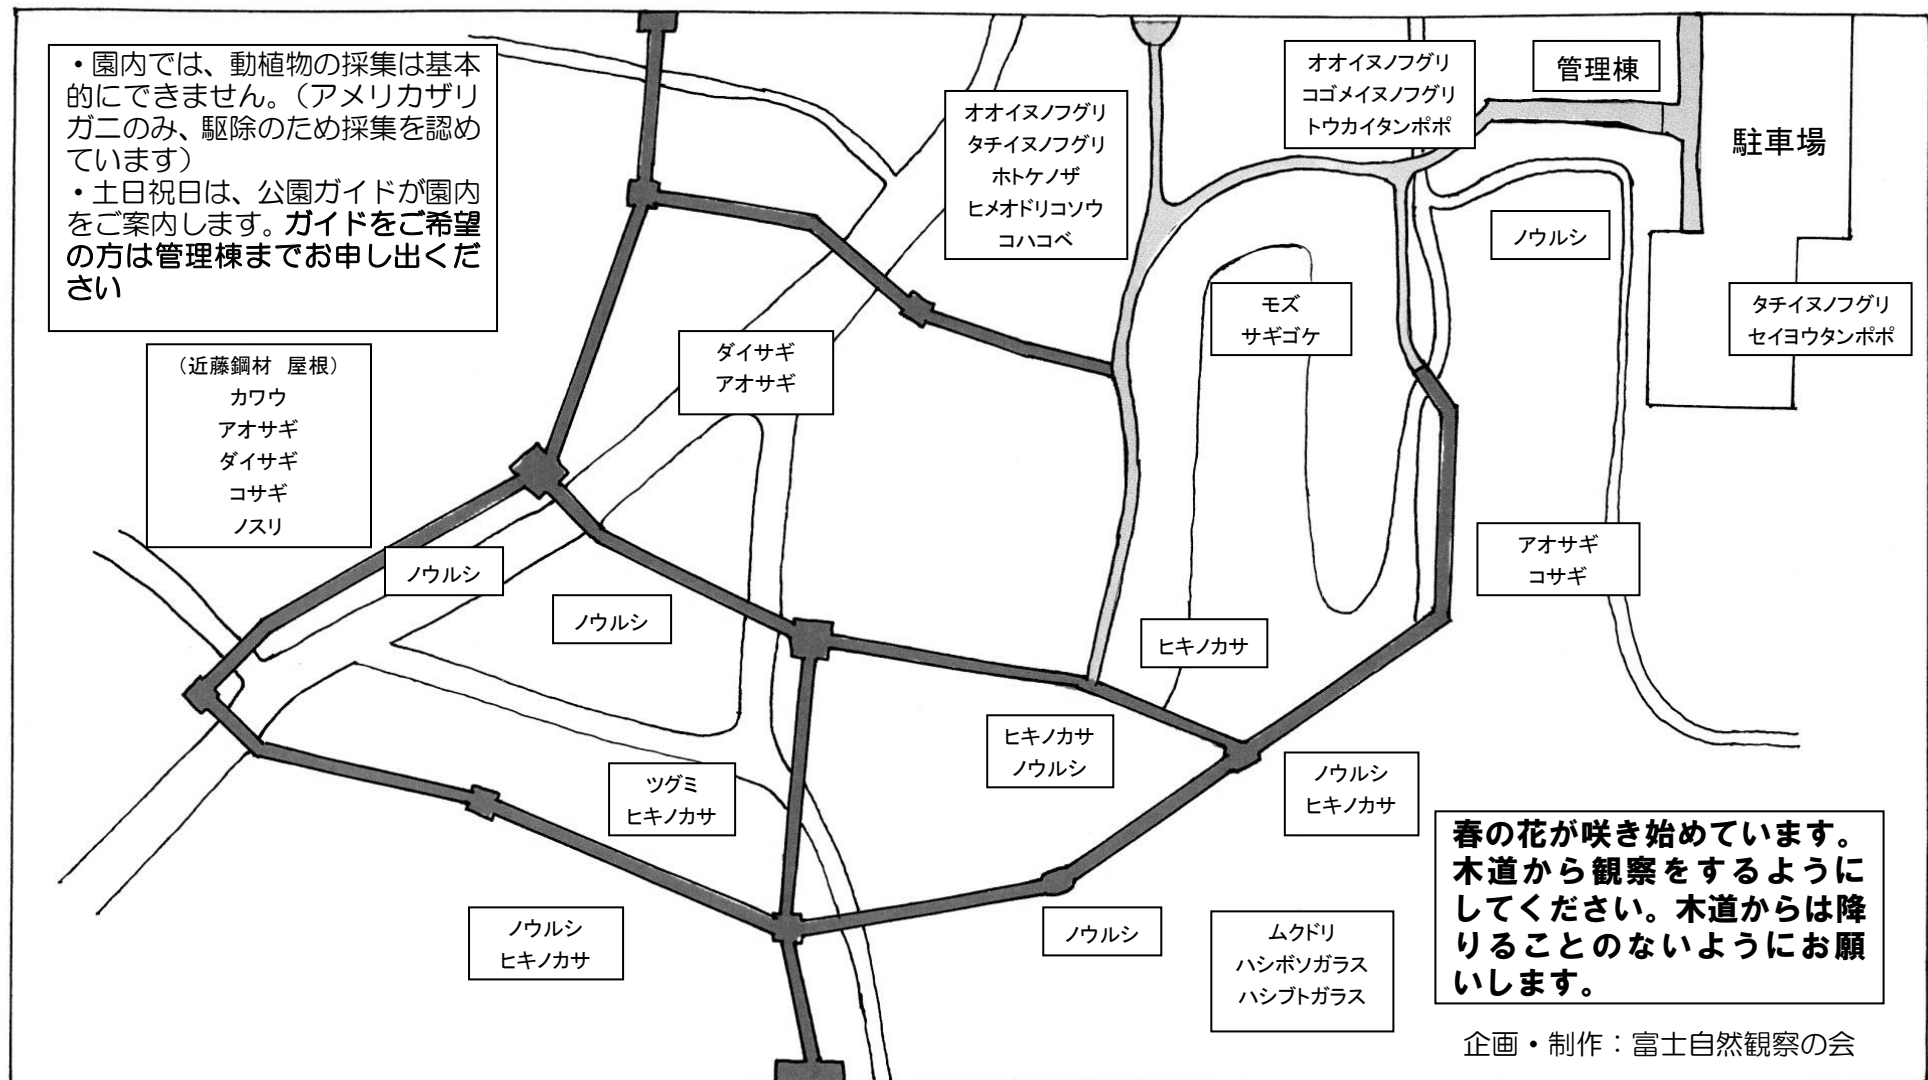 ・園内では、動植物の採集は基本
的にできません。（アメリカザリ
ガニのみ、駆除のため採集を認め
ています）
・土日祝日は、公園ガイドが園内
をご案内します。ガイドをご希望
の方は管理棟までお申し出くだ
さい
オオイヌノフグリ
タチイヌノフグリ
ホトケノザ
ヒメオドリコソウ
コハコベ
オオイヌノフグリ
コゴメイヌノフグリ
トウカイタンポポ
管理棟
駐車場
ノウルシ
モズ
サギゴケ
タチイヌノフグリ
セイヨウタンポポ
ダイサギ
アオサギ
（近藤鋼材　屋根）
カワウ
アオサギ
ダイサギ
コサギ
ノスリ
ノウルシ
ノウルシ
アオサギ
コサギ
ヒキノカサ
ヒキノカサ
ノウルシ
ツグミ
ヒキノカサ
ノウルシ
ヒキノカサ
ノウルシ
ヒキノカサ
ノウルシ
ムクドリ
ハシボソガラス
ハシブトガラス
春の花が咲き始めています。
木道から観察をするように
してください。木道からは降
りることのないようにお願
いします。
企画・制作：富士自然観察の会